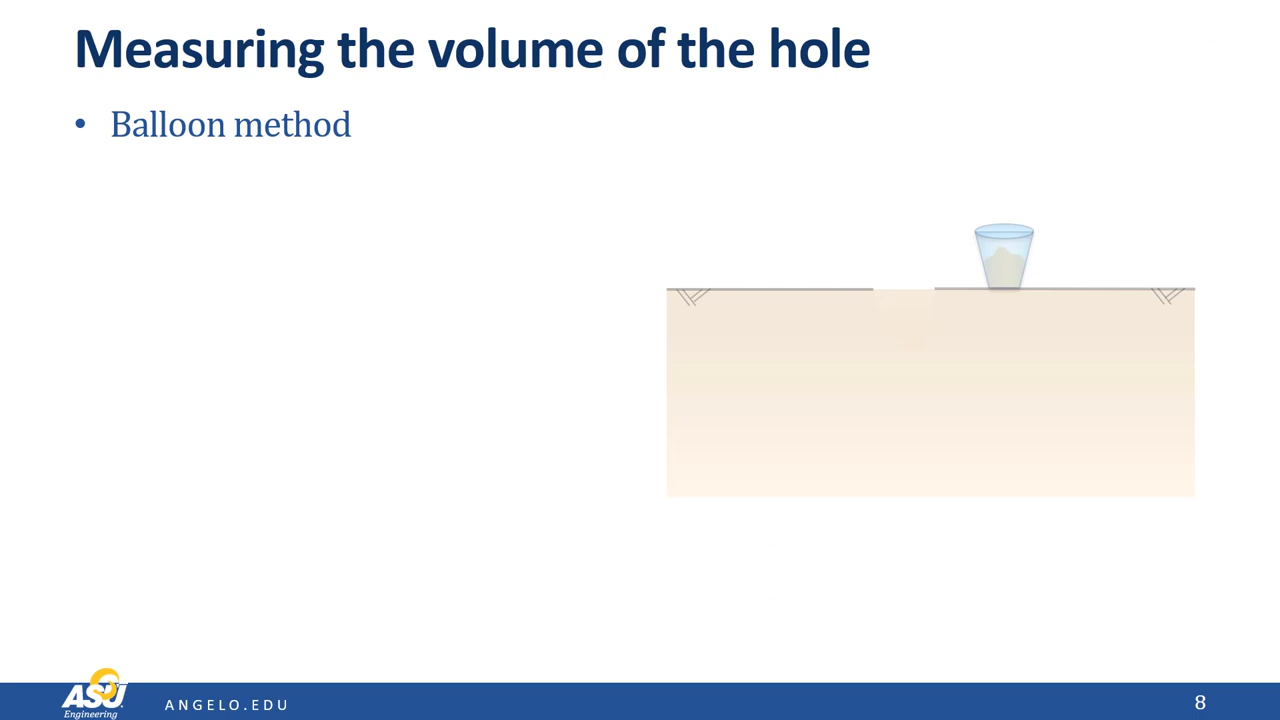 Measuring the volume of the hole
• Balloon method
ASU
Engineering
ANGELO.EDU
8